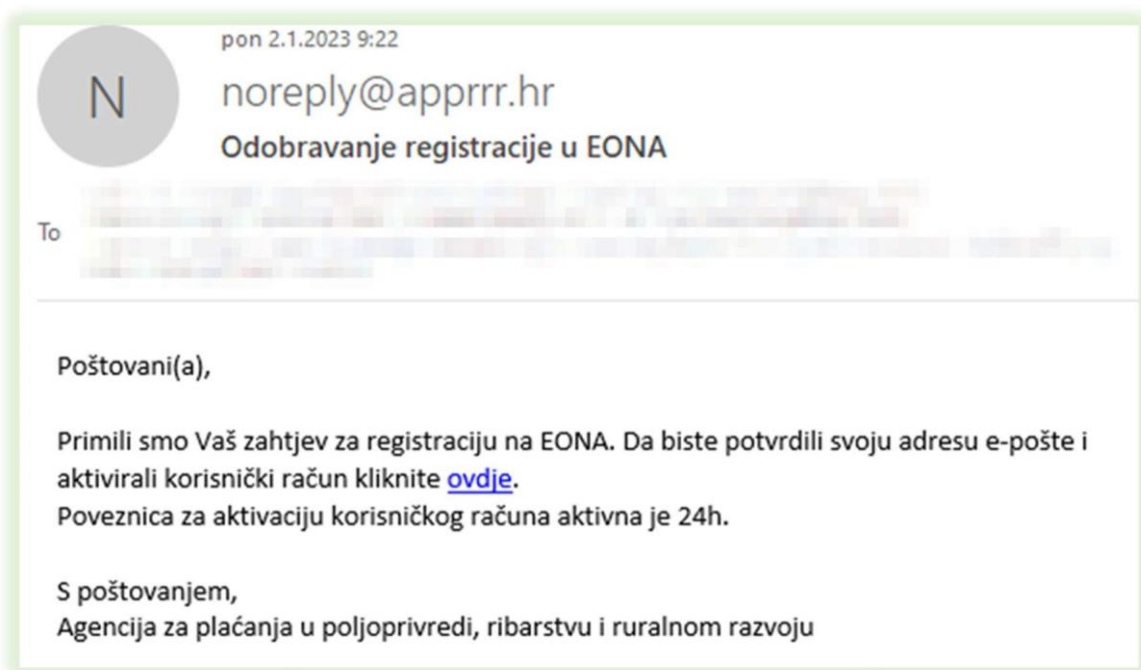 pon 2.1.2023 9:22
N
noreply@apprrr.hr
Odobravanje registracije u EONA
To
Poštovani(a),
Primili smo Vaš zahtjev za registraciju na EONA. Da biste potvrdili svoju adresu e-pošte i
aktivirali korisnički račun kliknite ovdje.
Poveznica za aktivaciju korisničkog računa aktivna je 24h.
S poštovanjem,
Agencija za plaćanja u poljoprivredi, ribarstvu i ruralnom razvoju